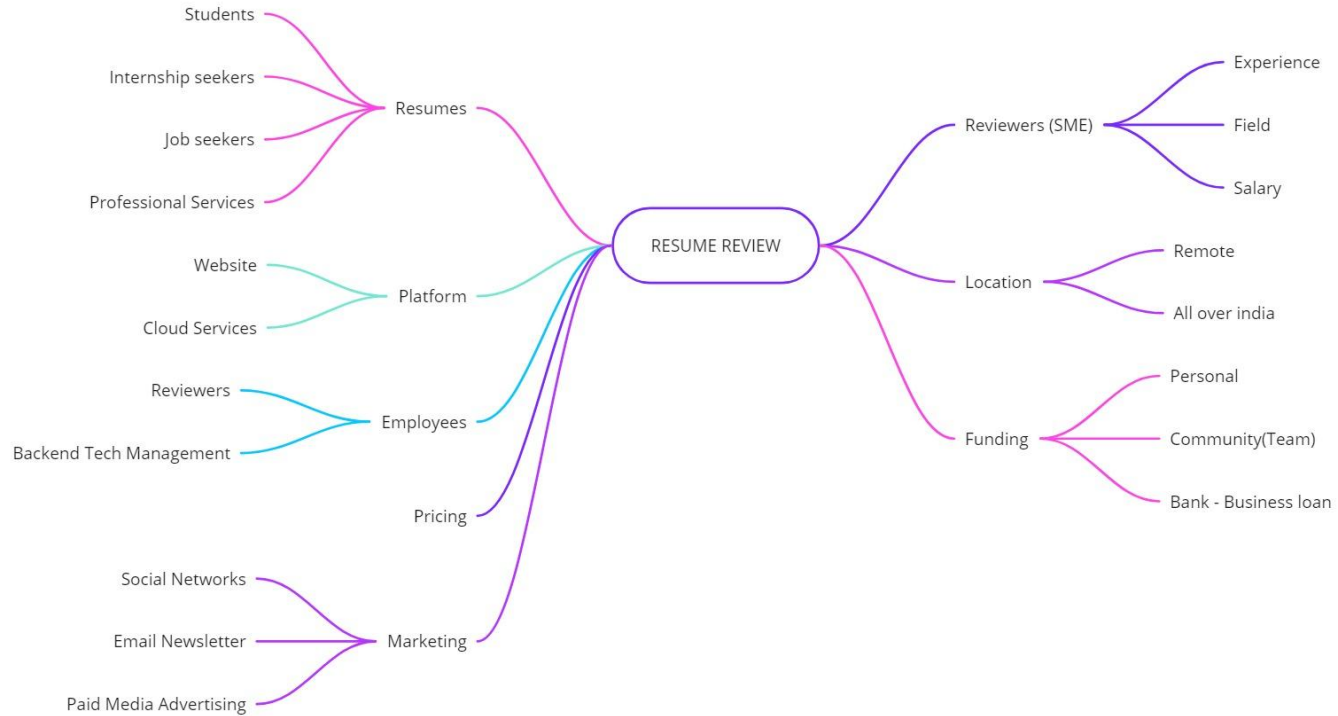 Students
Internship seekers
Resumes
Job seekers
Professional Services
Website
Platform
Cloud Services
Reviewers
Employees
Backend Tech Management
Pricing
Social Networks
Email Newsletter
Marketing
Paid Media Advertising
RESUME REVIEW
Experience
Reviewers (SME)
Field
Salary
Remote
Location
All over india
Personal
Funding
Community(Team)
Bank - Business loan